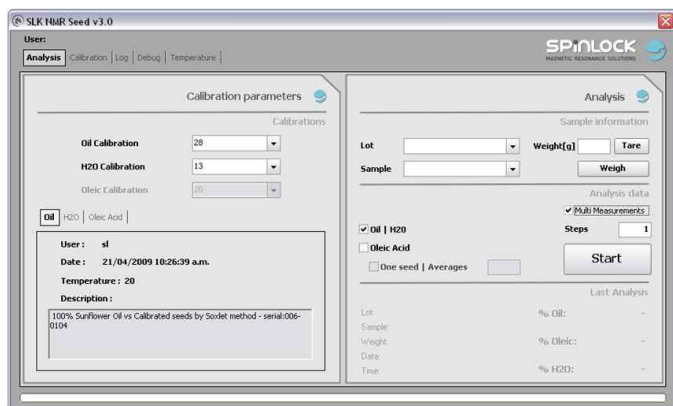 SLK NMR Seed v3.0
User:
Analysis Calibration Log Debug Temperature
SPINLOCK
MAGNETIC RESONANCE SOLUTIONS
Calibration parameters
Calibrations
Oil Calibration 28
H2O Calibration 13
Oleic Calibration 20
Oil H2O Oleic Acid
User : sl
Date : 21/04/2009 10:26:39 a.m.
Temperature : 20
Description :
100% Sunflower Oil vs Calibrated seeds by Soxlet method - serial:006-
0104
Analysis
Sample information
Lot Weight[g] Tare
Sample Weigh
Analysis data
Multi Measurements
Oil | H2O Steps 1
Oleic Acid
One seed | Averages
Start
Last Analysis
Lot: % Oil: -
Sample:
Weight: % Oleic: -
Data:
Time: % H2O: -